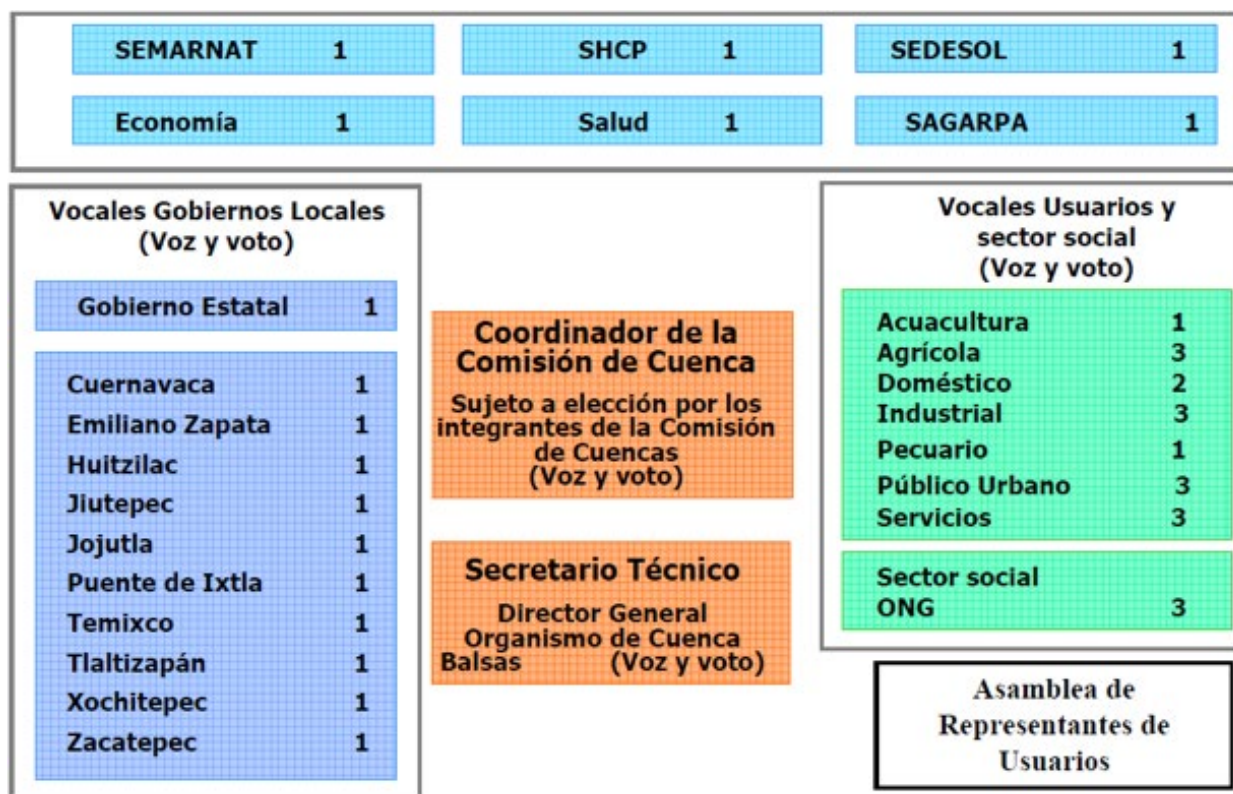 SEMARNAT 1
SHCP 1
SEDESOL 1
Economía 1
Salud 1
SAGARPA 1
Vocales Gobiernos Locales
(Voz y voto)
Gobierno Estatal 1
Cuernavaca 1
Emiliano Zapata 1
Huitzilac 1
Jiutepec 1
Jojutla 1
Puente de Ixtla 1
Temixco 1
Tlaltizapán 1
Xochitepec 1
Zacatepec 1
Coordinador de la
Comisión de Cuenca
Sujeto a elección por los
integrantes de la Comisión
de Cuencas
(Voz y voto)
Secretario Técnico
Director General
Organismo de Cuenca
Balsas (Voz y voto)
Vocales Usuarios y
sector social
(Voz y voto)
Acuacultura 1
Agrícola 3
Doméstico 2
Industrial 3
Pecuario 1
Público Urbano 3
Servicios 3
Sector social
ONG 3
Asamblea de
Representantes de
Usuarios